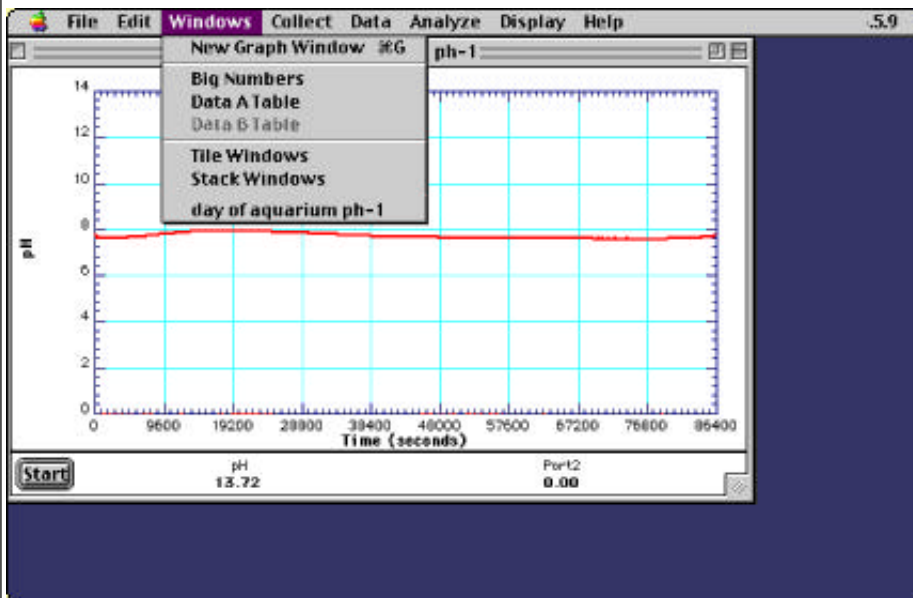 File Edit Windows Collect Data Analyze Display Help .5.9
New Graph Window ⌘G
Big Numbers
Data A Table
Data B Table
Tile Windows
Stack Windows
day of aquarium ph-1
ph-1
14
12
10
8
6
4
2
0
pH
0 9600 19200 28800 38400 48000 57600 67200 76800 86400
Time (seconds)
Start
pH
13.72
Port2
0.00